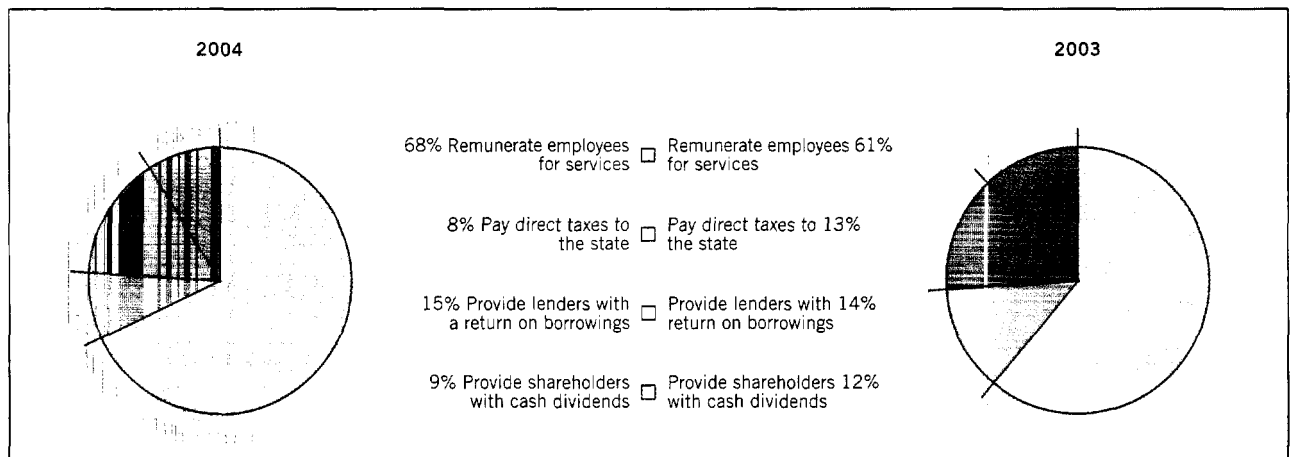 2004
2003
68% Remunerate employees for services
Remunerate employees 61% for services
8% Pay direct taxes to the state
Pay direct taxes to 13% the state
15% Provide lenders with a return on borrowings
Provide lenders with 14% return on borrowings
9% Provide shareholders with cash dividends
Provide shareholders 12% with cash dividends